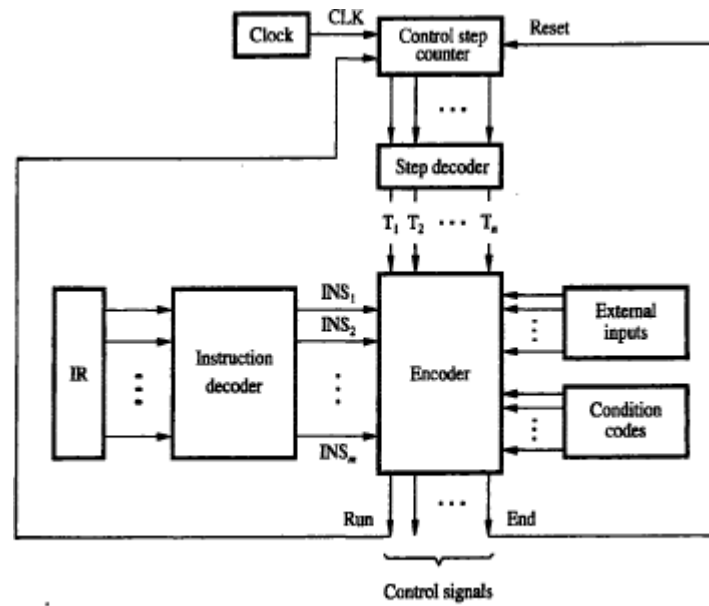 Clock
CLK
Control step
counter
Reset
• • •
Step decoder
T₁ T₂ • • • Tₙ
IR
Instruction
decoder
INS₁
INS₂
INSₘ
Encoder
External
inputs
Condition
codes
Run
• • •
End
Control signals